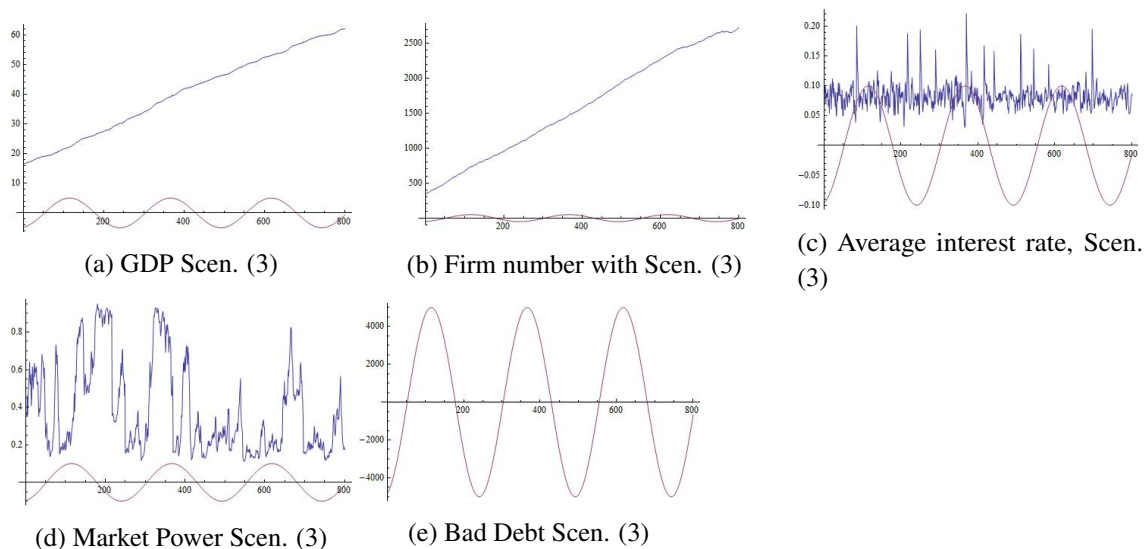 60
50
40
30
20
10
200 400 600 800
(a) GDP Scen. (3)
2500
2000
1500
1000
500
200 400 600 800
(b) Firm number with Scen. (3)
0.20
0.15
0.10
0.05
200 400 600 800
−0.05
−0.10
(c) Average interest rate, Scen.
(3)
0.8
0.6
0.4
0.2
200 400 600 800
(d) Market Power Scen. (3)
4000
2000
200 400 600 800
−2000
−4000
(e) Bad Debt Scen. (3)